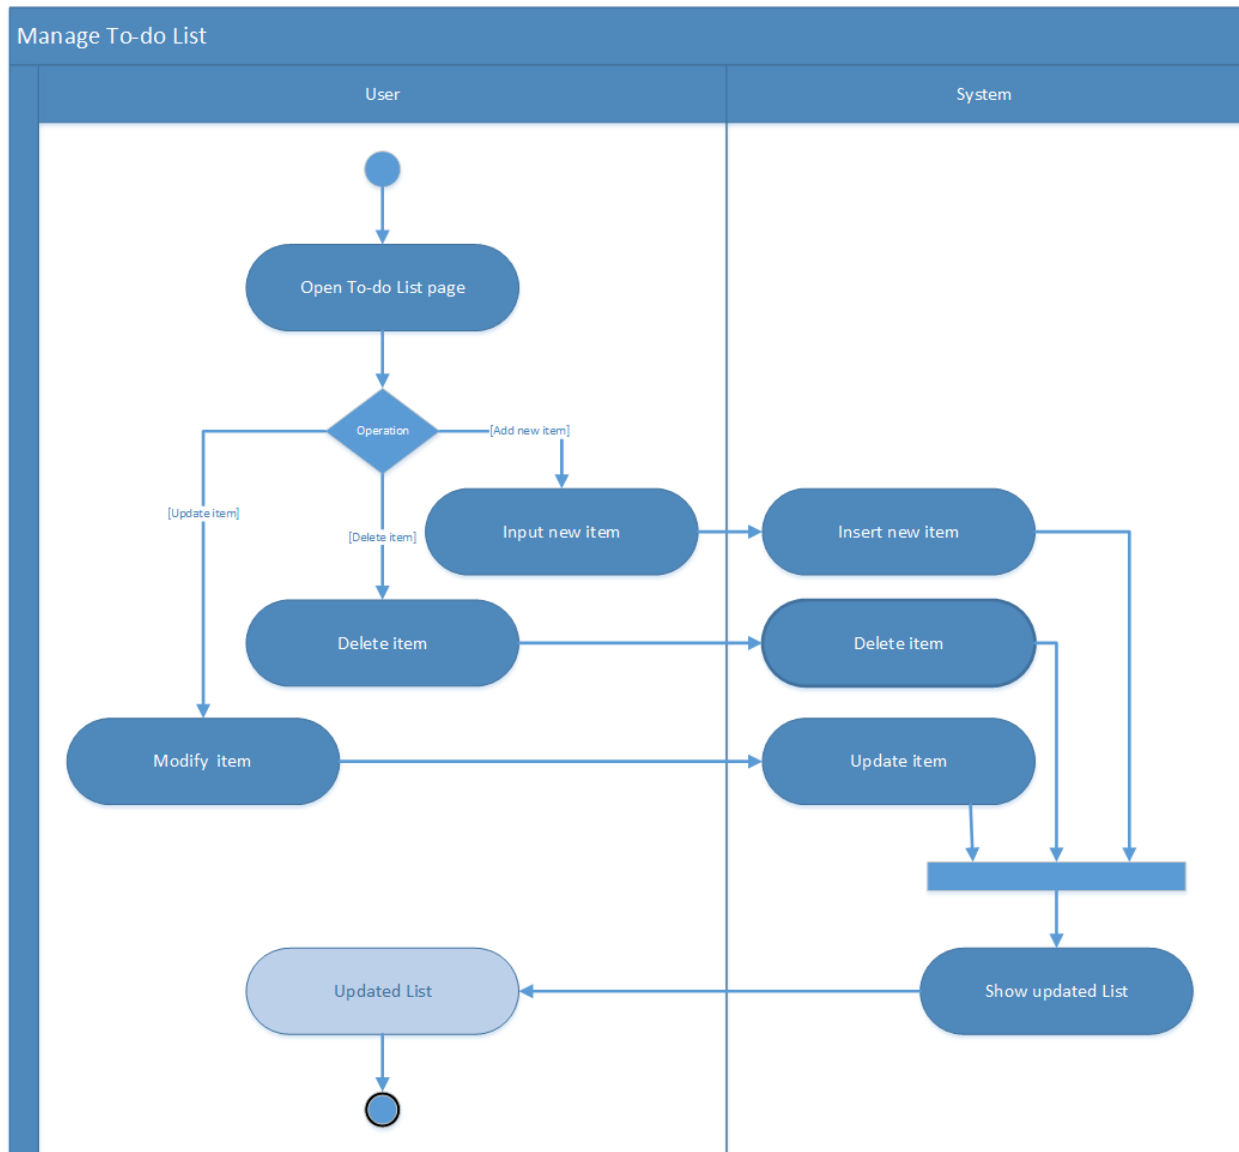 Manage To-do List
User
System
Open To-do List page
Operation
[Add new item]
[Update item]
[Delete item]
Input new item
Insert new item
Delete item
Delete item
Modify  item
Update item
Updated List
Show updated List